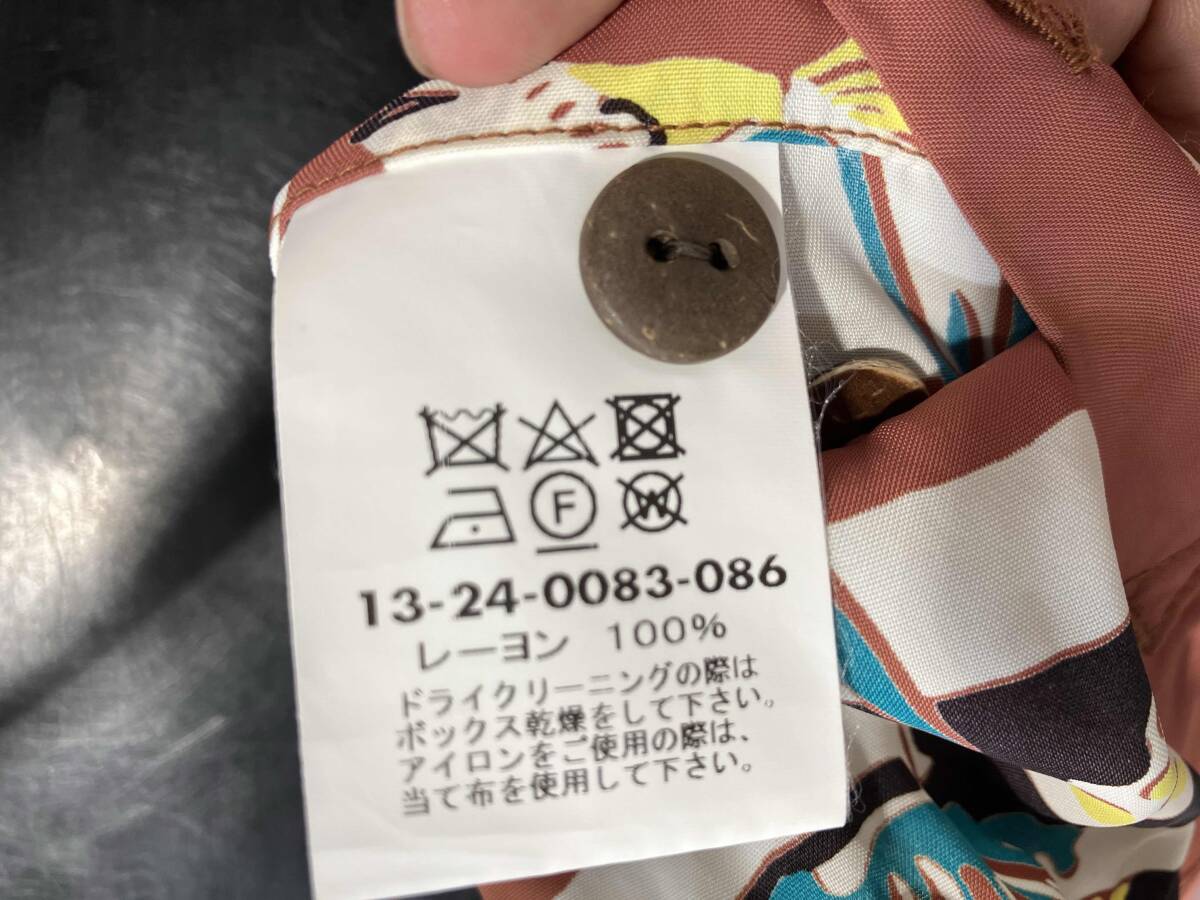 F W
13-24-0083-086
レーヨン 100%
ドライクリーニングの際は
ボックス乾燥をして下さい。
アイロンをご使用の際は、
当て布を使用して下さい。